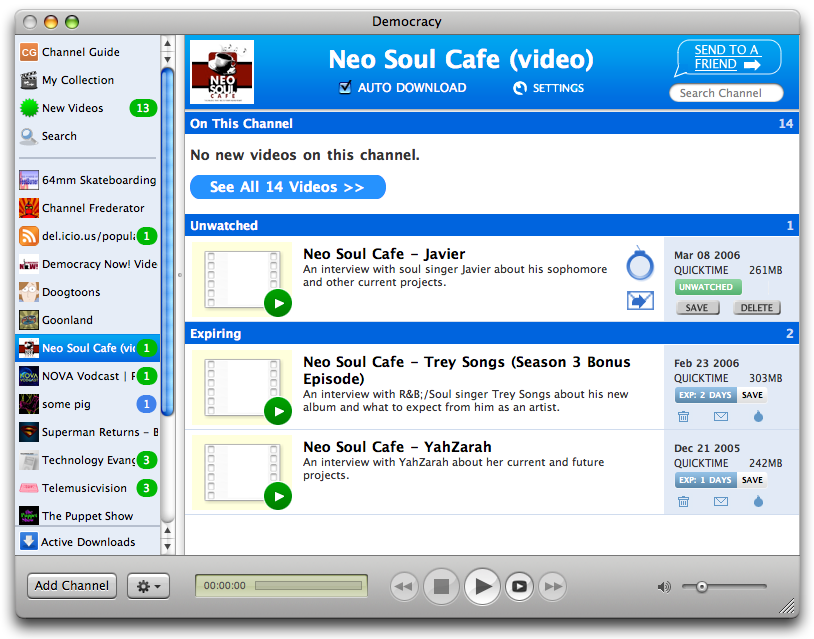 Democracy
CG Channel Guide
My Collection
New Videos 13
Search
64mm Skateboarding
Channel Frederator
del.icio.us/popula 1
Democracy Now! Vide
Doogtoons
Goonland
Neo Soul Cafe (vid 1
NOVA Vodcast | F 1
some pig 1
Superman Returns - B
Technology Evang 3
Telemusicvision 3
The Puppet Show
Active Downloads
NEO
SOUL
CAFE
Neo Soul Cafe (video)
AUTO DOWNLOAD
SETTINGS
SEND TO A
FRIEND
Search Channel
On This Channel 14
No new videos on this channel.
See All 14 Videos >>
Unwatched 1
Neo Soul Cafe - Javier
An interview with soul singer Javier about his sophomore
and other current projects.
Mar 08 2006
QUICKTIME 261MB
UNWATCHED
SAVE DELETE
Expiring 2
Neo Soul Cafe - Trey Songs (Season 3 Bonus
Episode)
An interview with R&B;/Soul singer Trey Songs about his new
album and what to expect from him as an artist.
Feb 23 2006
QUICKTIME 303MB
EXP: 2 DAYS SAVE
Neo Soul Cafe - YahZarah
An interview with YahZarah about her current and future
projects.
Dec 21 2005
QUICKTIME 242MB
EXP: 1 DAYS SAVE
Add Channel
00:00:00